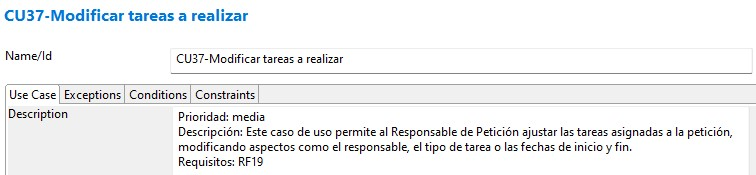 CU37-Modificar tareas a realizar
Name/Id CU37-Modificar tareas a realizar
Use Case Exceptions Conditions Constraints
Description Prioridad: media
Descripción: Este caso de uso permite al Responsable de Petición ajustar las tareas asignadas a la petición,
modificando aspectos como el responsable, el tipo de tarea o las fechas de inicio y fin.
Requisitos: RF19